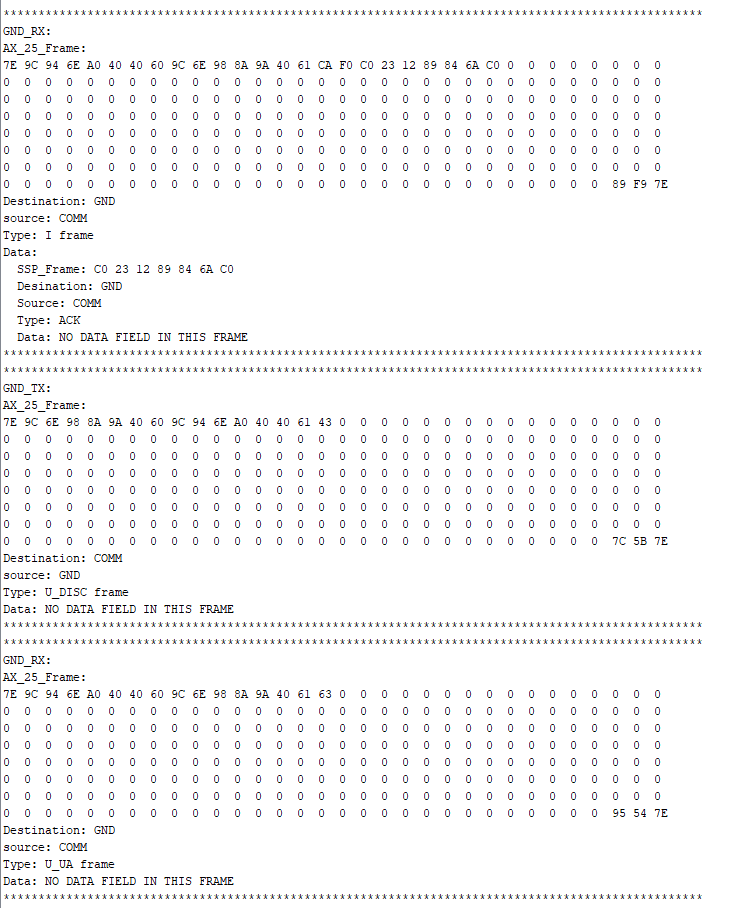 ****************************************************************************************************
GND_RX:
AX_25_Frame:
7E 9C 94 6E A0 40 40 60 9C 6E 98 8A 9A 40 61 CA F0 C0 23 12 89 84 6A C0 0 0 0 0 0 0 0 0
0 0 0 0 0 0 0 0 0 0 0 0 0 0 0 0 0 0 0 0 0 0 0 0 0 0 0 0 0 0 0 0
0 0 0 0 0 0 0 0 0 0 0 0 0 0 0 0 0 0 0 0 0 0 0 0 0 0 0 0 0 0 0 0
0 0 0 0 0 0 0 0 0 0 0 0 0 0 0 0 0 0 0 0 0 0 0 0 0 0 0 0 0 0 0 0
0 0 0 0 0 0 0 0 0 0 0 0 0 0 0 0 0 0 0 0 0 0 0 0 0 0 0 0 0 0 0 0
0 0 0 0 0 0 0 0 0 0 0 0 0 0 0 0 0 0 0 0 0 0 0 0 0 0 0 0 0 0 0 0
0 0 0 0 0 0 0 0 0 0 0 0 0 0 0 0 0 0 0 0 0 0 0 0 0 0 0 0 0 0 0 0
0 0 0 0 0 0 0 0 0 0 0 0 0 0 0 0 0 0 0 0 0 0 0 0 0 0 0 0 0 89 F9 7E
Destination: GND
source: COMM
Type: I frame
Data:
SSP_Frame: C0 23 12 89 84 6A C0
Desination: GND
Source: COMM
Type: ACK
Data: NO DATA FIELD IN THIS FRAME
****************************************************************************************************
****************************************************************************************************
GND_TX:
AX_25_Frame:
7E 9C 6E 98 8A 9A 40 60 9C 94 6E A0 40 40 61 43 0 0 0 0 0 0 0 0 0 0 0 0 0 0 0 0
0 0 0 0 0 0 0 0 0 0 0 0 0 0 0 0 0 0 0 0 0 0 0 0 0 0 0 0 0 0 0 0
0 0 0 0 0 0 0 0 0 0 0 0 0 0 0 0 0 0 0 0 0 0 0 0 0 0 0 0 0 0 0 0
0 0 0 0 0 0 0 0 0 0 0 0 0 0 0 0 0 0 0 0 0 0 0 0 0 0 0 0 0 0 0 0
0 0 0 0 0 0 0 0 0 0 0 0 0 0 0 0 0 0 0 0 0 0 0 0 0 0 0 0 0 0 0 0
0 0 0 0 0 0 0 0 0 0 0 0 0 0 0 0 0 0 0 0 0 0 0 0 0 0 0 0 0 0 0 0
0 0 0 0 0 0 0 0 0 0 0 0 0 0 0 0 0 0 0 0 0 0 0 0 0 0 0 0 0 0 0 0
0 0 0 0 0 0 0 0 0 0 0 0 0 0 0 0 0 0 0 0 0 0 0 0 0 0 0 0 0 7C 5B 7E
Destination: COMM
source: GND
Type: U_DISC frame
Data: NO DATA FIELD IN THIS FRAME
****************************************************************************************************
****************************************************************************************************
GND_RX:
AX_25_Frame:
7E 9C 94 6E A0 40 40 60 9C 6E 98 8A 9A 40 61 63 0 0 0 0 0 0 0 0 0 0 0 0 0 0 0 0
0 0 0 0 0 0 0 0 0 0 0 0 0 0 0 0 0 0 0 0 0 0 0 0 0 0 0 0 0 0 0 0
0 0 0 0 0 0 0 0 0 0 0 0 0 0 0 0 0 0 0 0 0 0 0 0 0 0 0 0 0 0 0 0
0 0 0 0 0 0 0 0 0 0 0 0 0 0 0 0 0 0 0 0 0 0 0 0 0 0 0 0 0 0 0 0
0 0 0 0 0 0 0 0 0 0 0 0 0 0 0 0 0 0 0 0 0 0 0 0 0 0 0 0 0 0 0 0
0 0 0 0 0 0 0 0 0 0 0 0 0 0 0 0 0 0 0 0 0 0 0 0 0 0 0 0 0 0 0 0
0 0 0 0 0 0 0 0 0 0 0 0 0 0 0 0 0 0 0 0 0 0 0 0 0 0 0 0 0 0 0 0
0 0 0 0 0 0 0 0 0 0 0 0 0 0 0 0 0 0 0 0 0 0 0 0 0 0 0 0 0 95 54 7E
Destination: GND
source: COMM
Type: U_UA frame
Data: NO DATA FIELD IN THIS FRAME
****************************************************************************************************